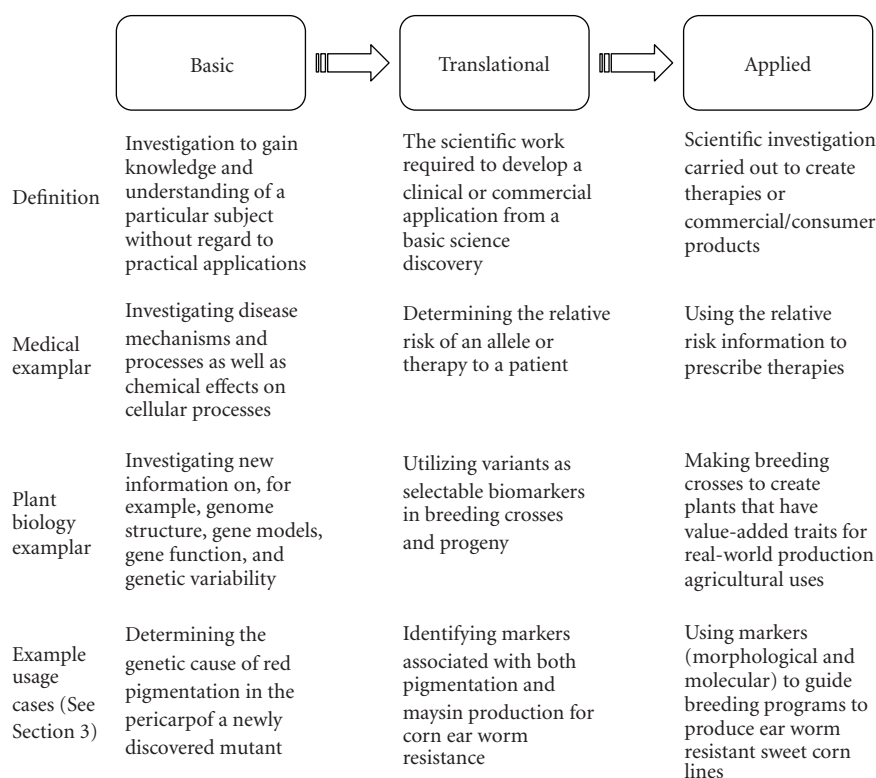 Basic
Translational
Applied
Definition
Investigation to gain
knowledge and
understanding of a
particular subject
without regard to
practical applications
The scientific work
required to develop a
clinical or commercial
application from a
basic science
discovery
Scientific investigation
carried out to create
therapies or
commercial/consumer
products
Medical
examplar
Investigating disease
mechanisms and
processes as well as
chemical effects on
cellular processes
Determining the relative
risk of an allele or
therapy to a patient
Using the relative
risk information to
prescribe therapies
Plant
biology
examplar
Investigating new
information on, for
example, genome
structure, gene models,
gene function, and
genetic variability
Utilizing variants as
selectable biomarkers
in breeding crosses
and progeny
Making breeding
crosses to create
plants that have
value-added traits for
real-world production
agricultural uses
Example
usage
cases (See
Section 3)
Determining the
genetic cause of red
pigmentation in the
pericarpof a newly
discovered mutant
Identifying markers
associated with both
pigmentation and
maysin production for
corn ear worm
resistance
Using markers
(morphological and
molecular) to guide
breeding programs to
produce ear worm
resistant sweet corn
lines